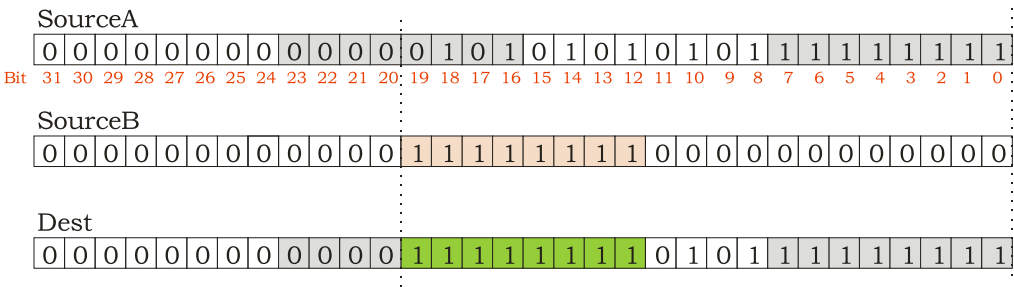 SourceA
0 0 0 0 0 0 0 0 0 0 0 0 0 1 0 1 0 1 0 1 0 1 0 1 1 1 1 1 1 1 1 1
Bit 31 30 29 28 27 26 25 24 23 22 21 20 19 18 17 16 15 14 13 12 11 10 9 8 7 6 5 4 3 2 1 0
SourceB
0 0 0 0 0 0 0 0 0 0 0 0 1 1 1 1 1 1 1 1 0 0 0 0 0 0 0 0 0 0 0 0
Dest
0 0 0 0 0 0 0 0 0 0 0 0 1 1 1 1 1 1 1 1 0 1 0 1 1 1 1 1 1 1 1 1